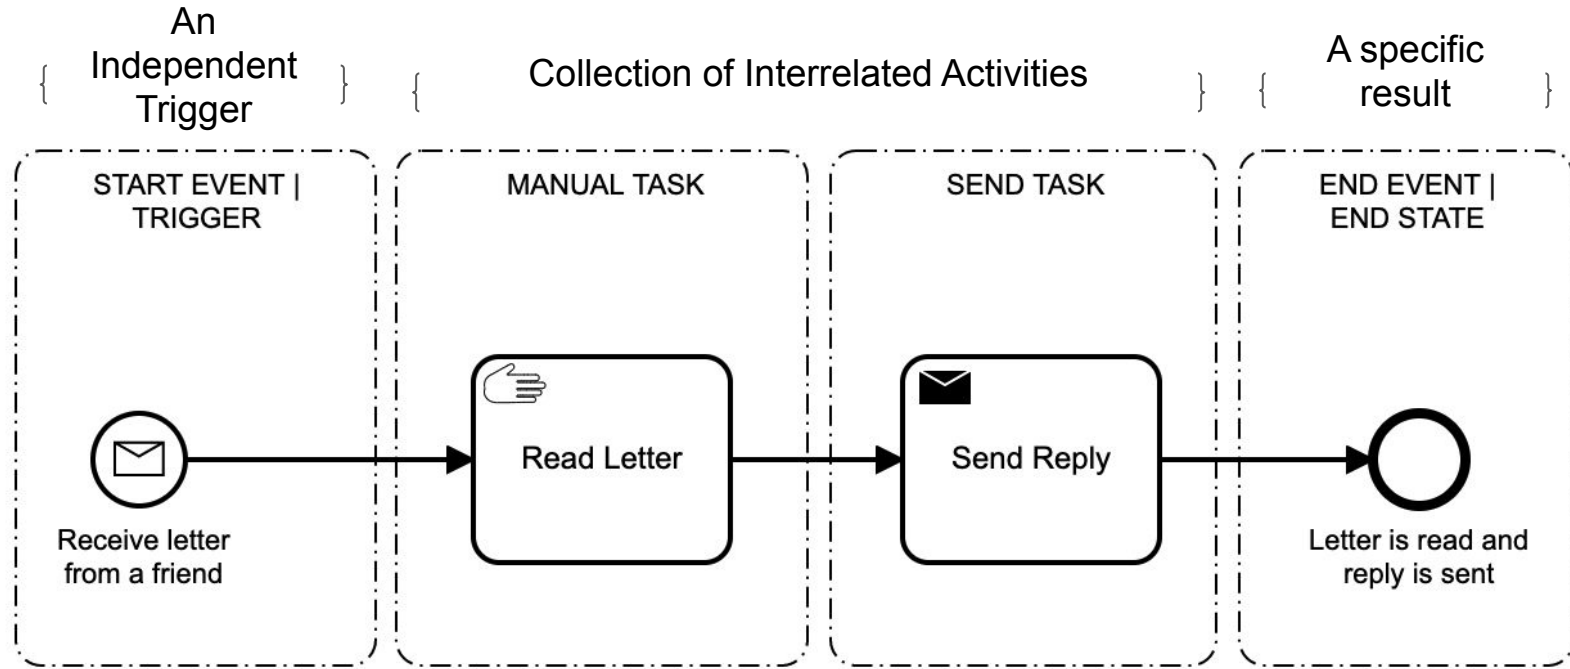 An
Independent
Trigger
Collection of Interrelated Activities
A specific
result
START EVENT |
TRIGGER
MANUAL TASK
SEND TASK
END EVENT |
END STATE
Read Letter
Send Reply
Receive letter
from a friend
Letter is read and
reply is sent